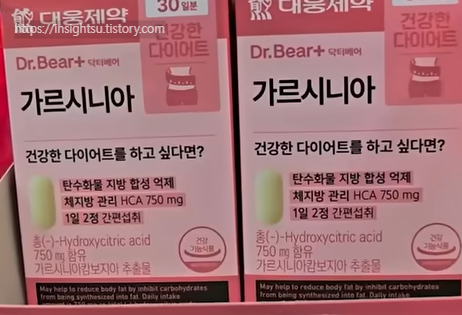 https://insightsu.tistory.com
대웅제약
30일분
건강한
다이어트
Dr.Bear+ 닥터베어
가르시니아
건강한 다이어트를 하고 싶다면?
탄수화물 지방 합성 억제
체지방 관리 HCA 750 mg
1일 2정 간편섭취
총(-)-Hydroxycitric acid
750 mg 함유
가르시니아캄보지아 추출물
건강
기능식품
May help to reduce body fat by inhibit carbohydrates
from being synthesized into fat. Daily intake
대웅제약
건강한
다이어트
Dr.Bear+ 닥터베어
가르시니아
건강한 다이어트를 하고 싶다면?
탄수화물 지방 합성 억제
체지방 관리 HCA 750 mg
1일 2정 간편섭취
총(-)-Hydroxycitric acid
750 mg 함유
가르시니아캄보지아 추출물
건강
기능식품
May help to reduce body fat by inhibit carbohydrates
from being synthesized into fat. Daily intake